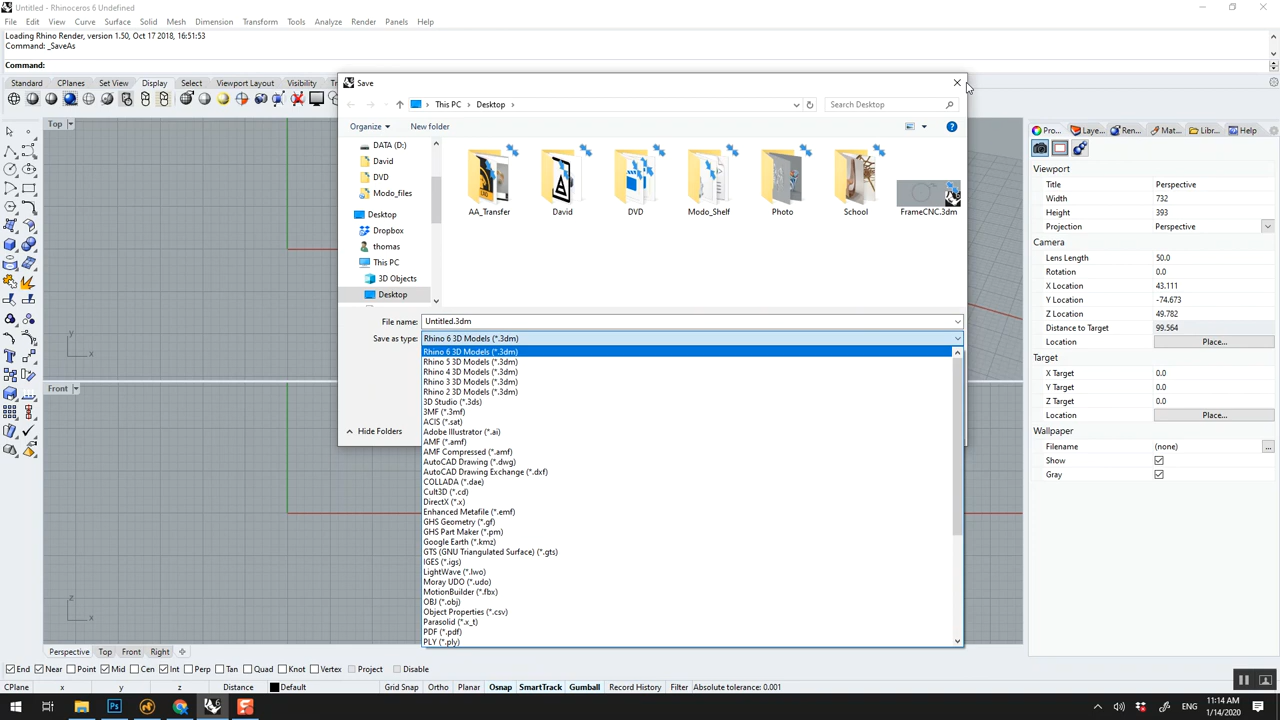 Untitled - Rhinoceros 6 Undefined
File Edit View Curve Surface Solid Mesh Dimension Transform Tools Analyze Render Panels Help
Loading Rhino Render, version 1.50, Oct 17 2018, 16:51:53
Command: _SaveAs
Command:
Standard CPlanes Set View Display Select Viewport Layout Visibility
Save
This PC > Desktop >
Search Desktop
Organize New folder
DATA (D:)
David
DVD
Modo_files
Desktop
Dropbox
thomas
This PC
3D Objects
Desktop
AA_Transfer David DVD Modo_Shelf Photo School FrameCNC.3dm
File name: Untitled.3dm
Save as type: Rhino 6 3D Models (*.3dm)
Rhino 6 3D Models (*.3dm)
Rhino 5 3D Models (*.3dm)
Rhino 4 3D Models (*.3dm)
Rhino 3 3D Models (*.3dm)
Rhino 2 3D Models (*.3dm)
3D Studio (*.3ds)
3MF (*.3mf)
ACIS (*.sat)
Adobe Illustrator (*.ai)
AMF (*.amf)
AMF Compressed (*.amf)
AutoCAD Drawing (*.dwg)
AutoCAD Drawing Exchange (*.dxf)
COLLADA (*.dae)
Cult3D (*.cd)
DirectX (*.x)
Enhanced Metafile (*.emf)
GHS Geometry (*.gf)
GHS Part Maker (*.pm)
Google Earth (*.kmz)
GTS (GNU Triangulated Surface) (*.gts)
IGES (*.igs)
LightWave (*.lwo)
Moray UDO (*.udo)
MotionBuilder (*.fbx)
OBJ (*.obj)
Object Properties (*.csv)
Parasolid (*.x_t)
PDF (*.pdf)
PLY (*.ply)
Hide Folders
Top
y
x
Front
z
x
Pro... Laye... Ren... Mat... Libr... Help
Viewport
Title Perspective
Width 732
Height 393
Projection Perspective
Camera
Lens Length 50.0
Rotation 0.0
X Location 43.111
Y Location -74.673
Z Location 49.782
Distance to Target 99.564
Location Place...
Target
X Target 0.0
Y Target 0.0
Z Target 0.0
Location Place...
Wallpaper
Filename (none) ...
Show
Gray
Perspective Top Front Right
End Near Point Mid Cen Int Perp Tan Quad Knot Vertex Project Disable
CPlane x y z Distance Default Grid Snap Ortho Planar Osnap SmartTrack Gumball Record History Filter Absolute tolerance: 0.001
11:14 AM
1/14/2020